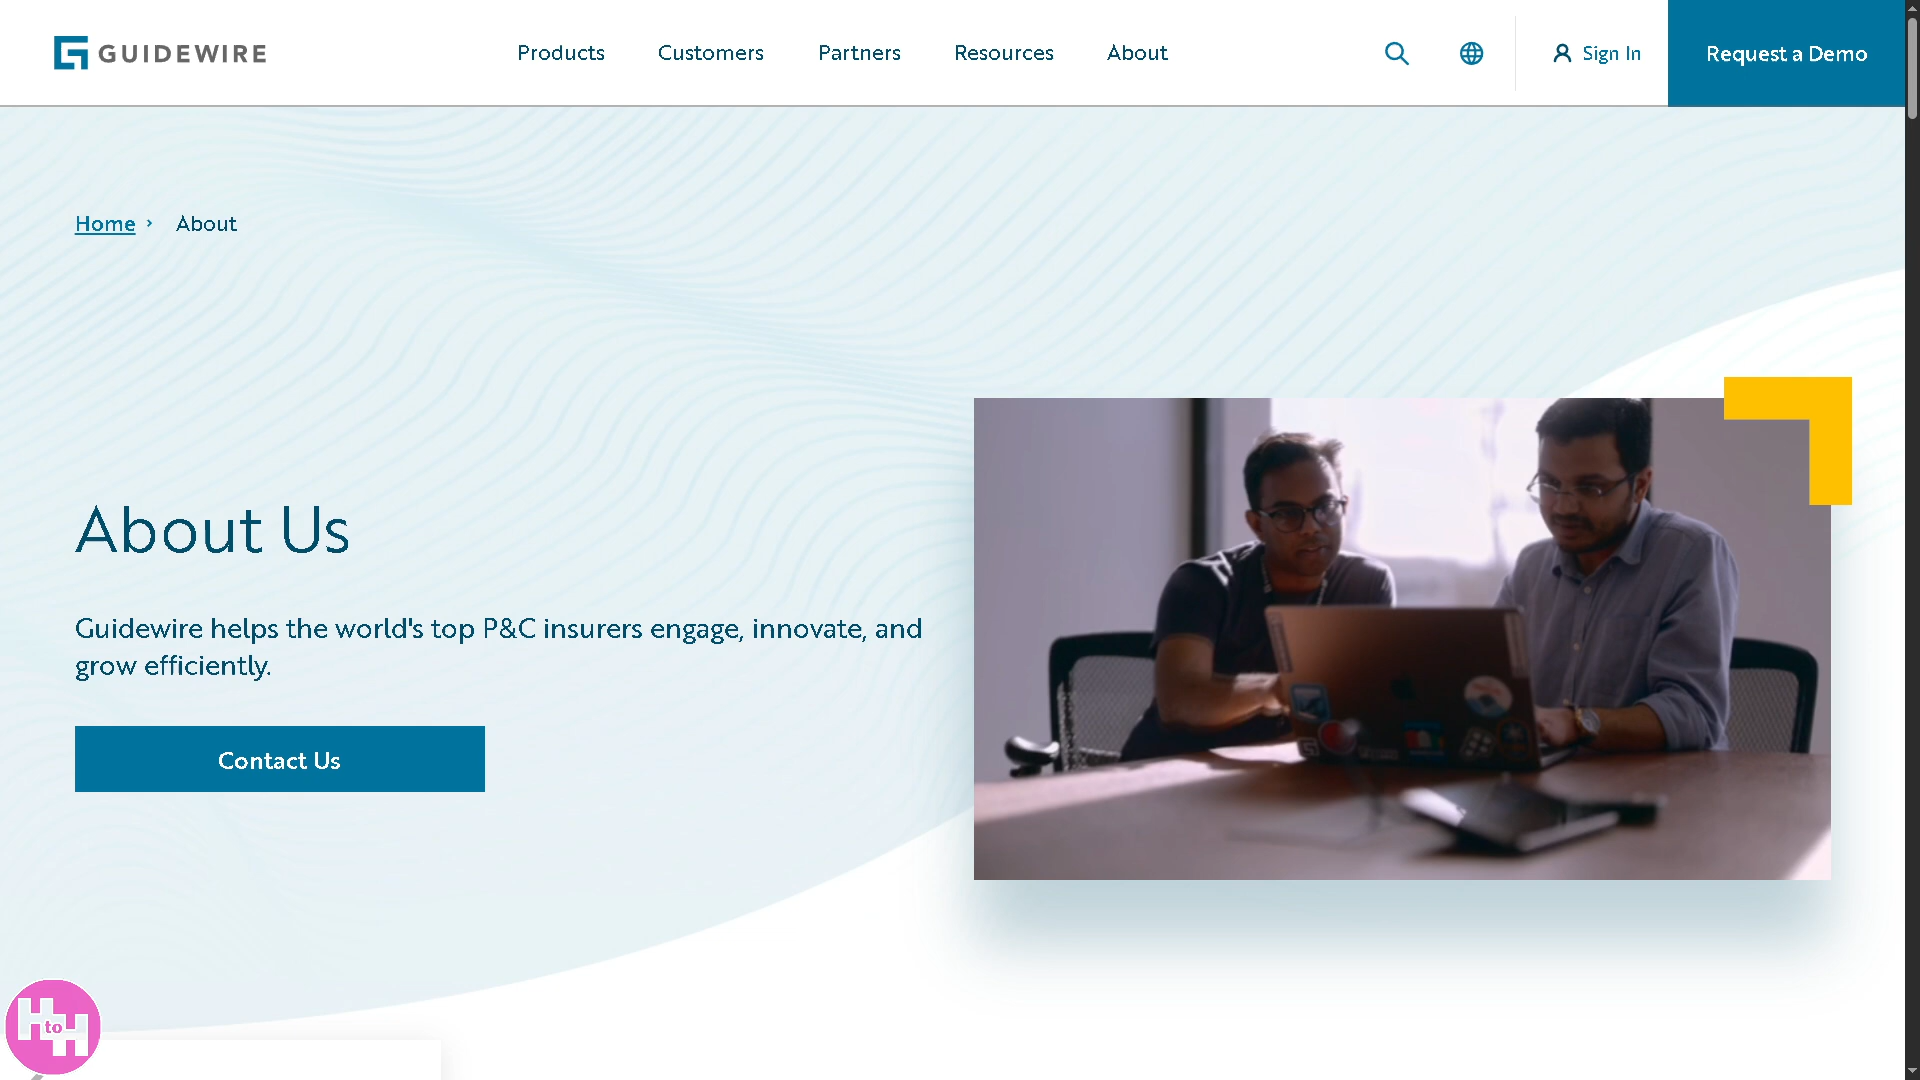 GUIDEWIRE
Products
Customers
Partners
Resources
About
Sign In
Request a Demo
Home
About
About Us
Guidewire helps the world's top P&C insurers engage, innovate, and
grow efficiently.
Contact Us
H to H